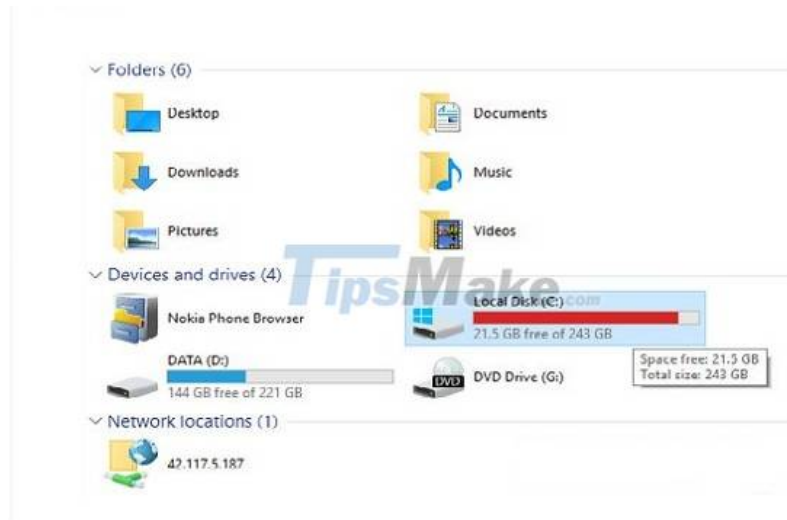 Folders (6)
Desktop
Documents
Downloads
Music
Pictures
Videos
TipsMake.com
Devices and drives (4)
Nokia Phone Browser
Local Disk (C:)
21.5 GB free of 243 GB
Space free: 21.5 GB
Total size: 243 GB
DATA (D:)
144 GB free of 221 GB
DVD
DVD Drive (G:)
Network locations (1)
42.117.5.187